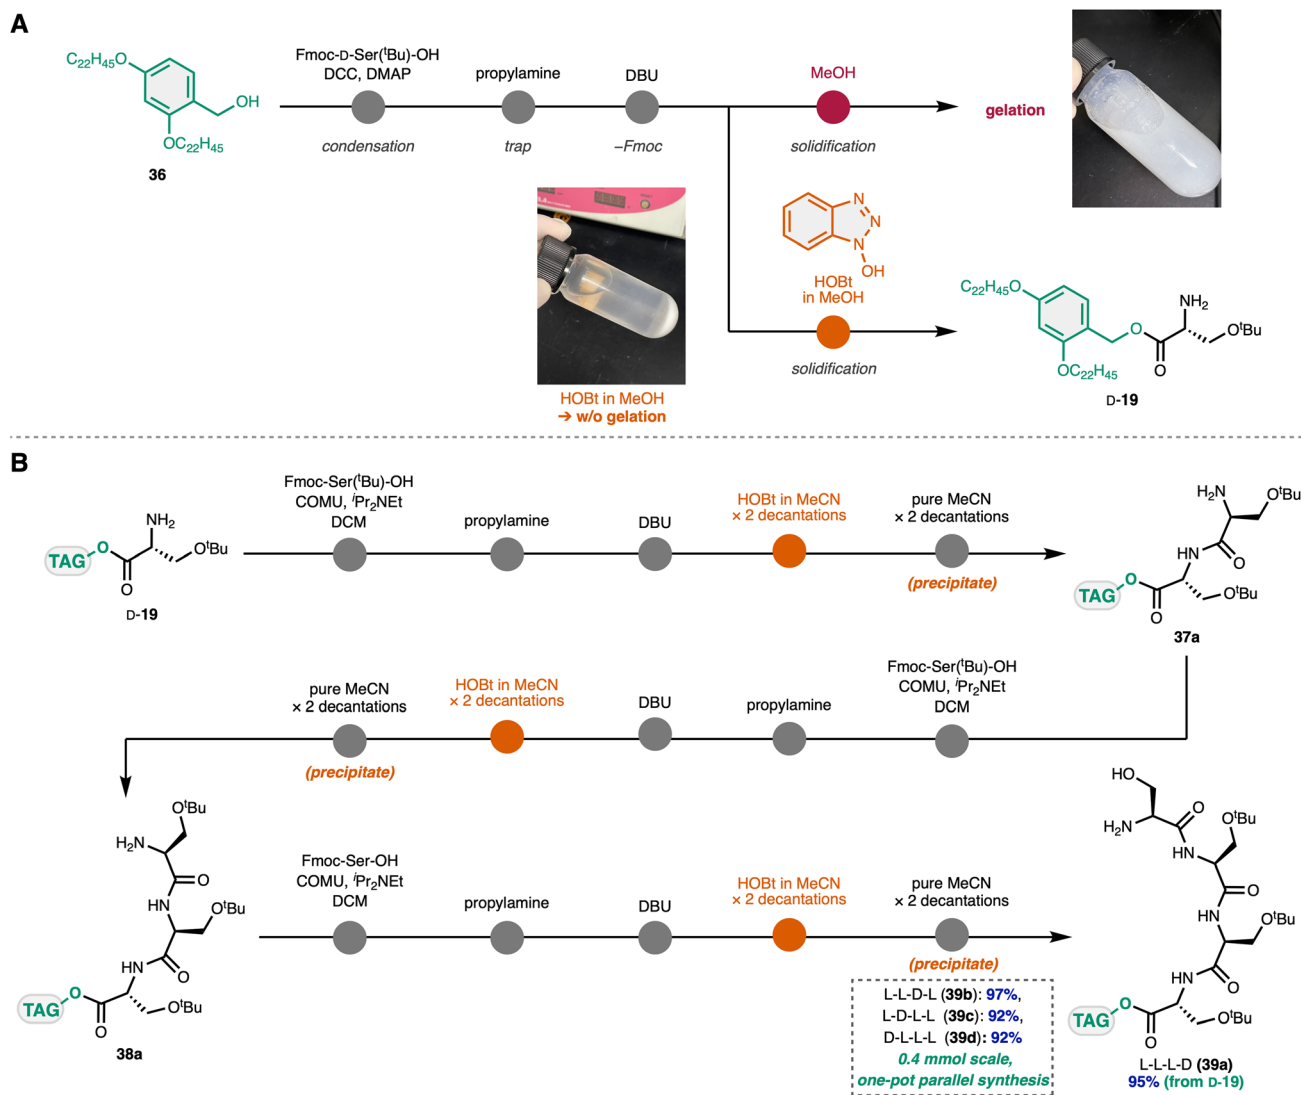 A
C22H45O
OH
OC22H45
36
Fmoc-D-Ser(tBu)-OH
DCC, DMAP
condensation
propylamine
trap
DBU
–Fmoc
MeOH
solidification
gelation
HOBt in MeOH
➔ w/o gelation
N
N
N
OH
HOBt
in MeOH
solidification
C22H45O
OC22H45
O
O
NH2
OtBu
D-19
B
TAG
O
O
NH2
OtBu
D-19
Fmoc-Ser(tBu)-OH
COMU, iPr2NEt
DCM
propylamine
DBU
HOBt in MeCN
× 2 decantations
pure MeCN
× 2 decantations
(precipitate)
H2N
OtBu
HN
O
TAG
O
O
OtBu
37a
Fmoc-Ser(tBu)-OH
COMU, iPr2NEt
DCM
propylamine
DBU
HOBt in MeCN
× 2 decantations
pure MeCN
× 2 decantations
(precipitate)
OtBu
H2N
O
HN
OtBu
HN
O
TAG
O
O
OtBu
38a
Fmoc-Ser-OH
COMU, iPr2NEt
DCM
propylamine
DBU
HOBt in MeCN
× 2 decantations
pure MeCN
× 2 decantations
(precipitate)
L-L-D-L (39b): 97%,
L-D-L-L (39c): 92%,
D-L-L-L (39d): 92%
0.4 mmol scale,
one-pot parallel synthesis
HO
H2N
O
OtBu
HN
O
HN
OtBu
HN
O
TAG
O
O
OtBu
L-L-L-D (39a)
95% (from D-19)